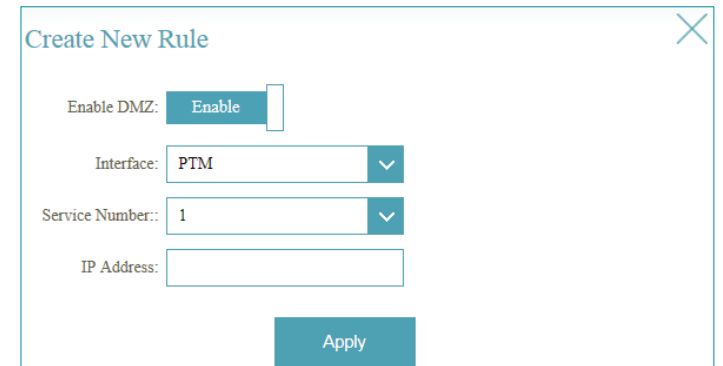 Create New Rule
Enable DMZ: Enable
Interface: PTM
Service Number:: 1
IP Address:
Apply